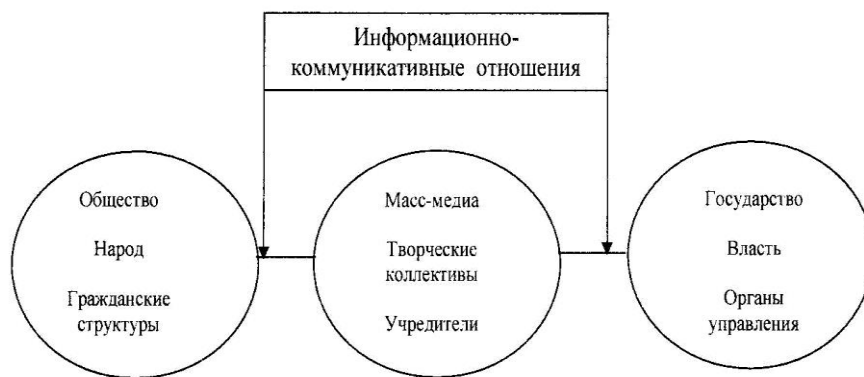 Информационно-
коммуникативные отношения
Общество
Народ
Гражданские
структуры
Масс-медиа
Творческие
коллективы
Учредители
Государство
Власть
Органы
управления